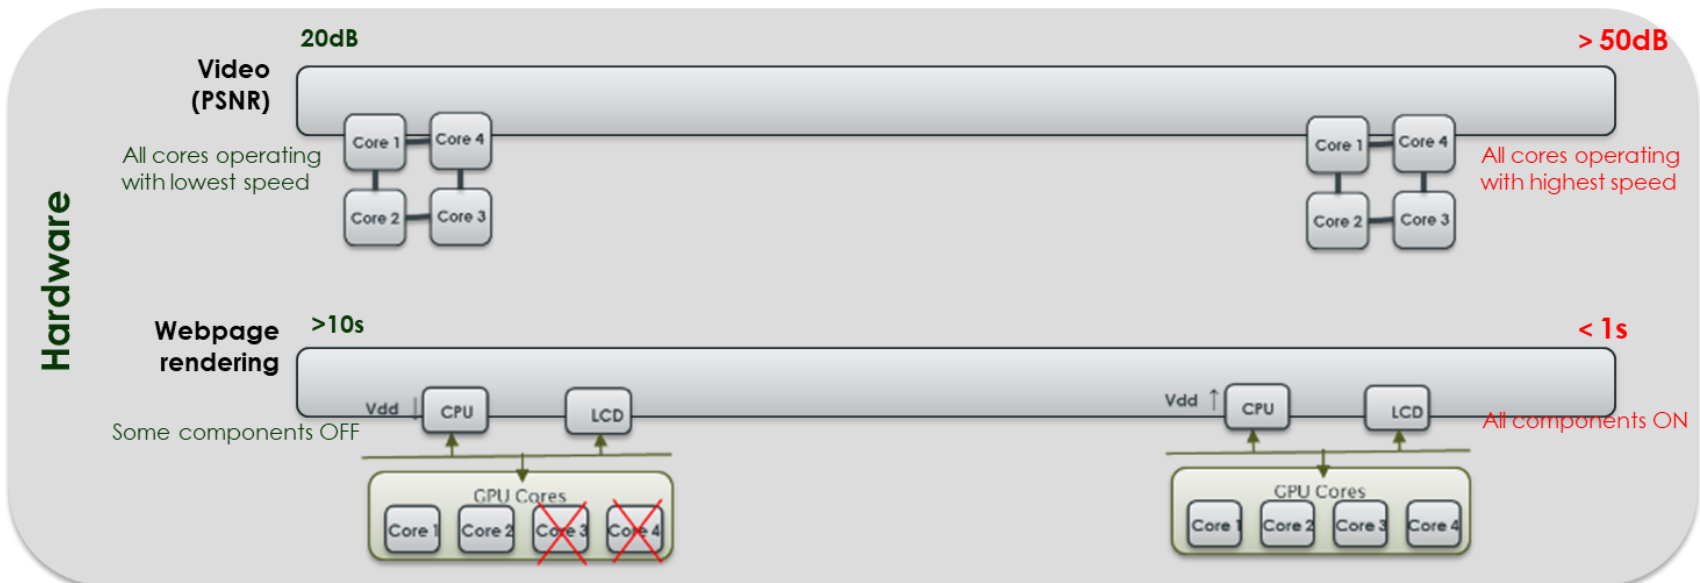 Hardware
20dB
> 50dB
Video
(PSNR)
All cores operating
with lowest speed
Core 1
Core 4
Core 2
Core 3
Core 1
Core 4
Core 2
Core 3
All cores operating
with highest speed
Webpage
rendering
>10s
< 1s
Vdd ↓
CPU
LCD
Some components OFF
GPU Cores
Core 1
Core 2
Core 3
Core 4
Vdd ↑
CPU
LCD
All components ON
GPU Cores
Core 1
Core 2
Core 3
Core 4